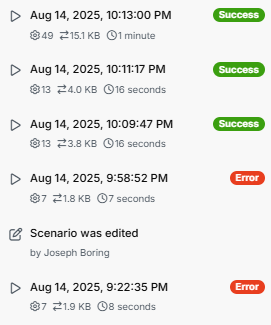 Aug 14, 2025, 10:13:00 PM Success
49 15.1 KB 1 minute
Aug 14, 2025, 10:11:17 PM Success
13 4.0 KB 16 seconds
Aug 14, 2025, 10:09:47 PM Success
13 3.8 KB 16 seconds
Aug 14, 2025, 9:58:52 PM Error
7 1.8 KB 7 seconds
Scenario was edited
by Joseph Boring
Aug 14, 2025, 9:22:35 PM Error
7 1.9 KB 8 seconds